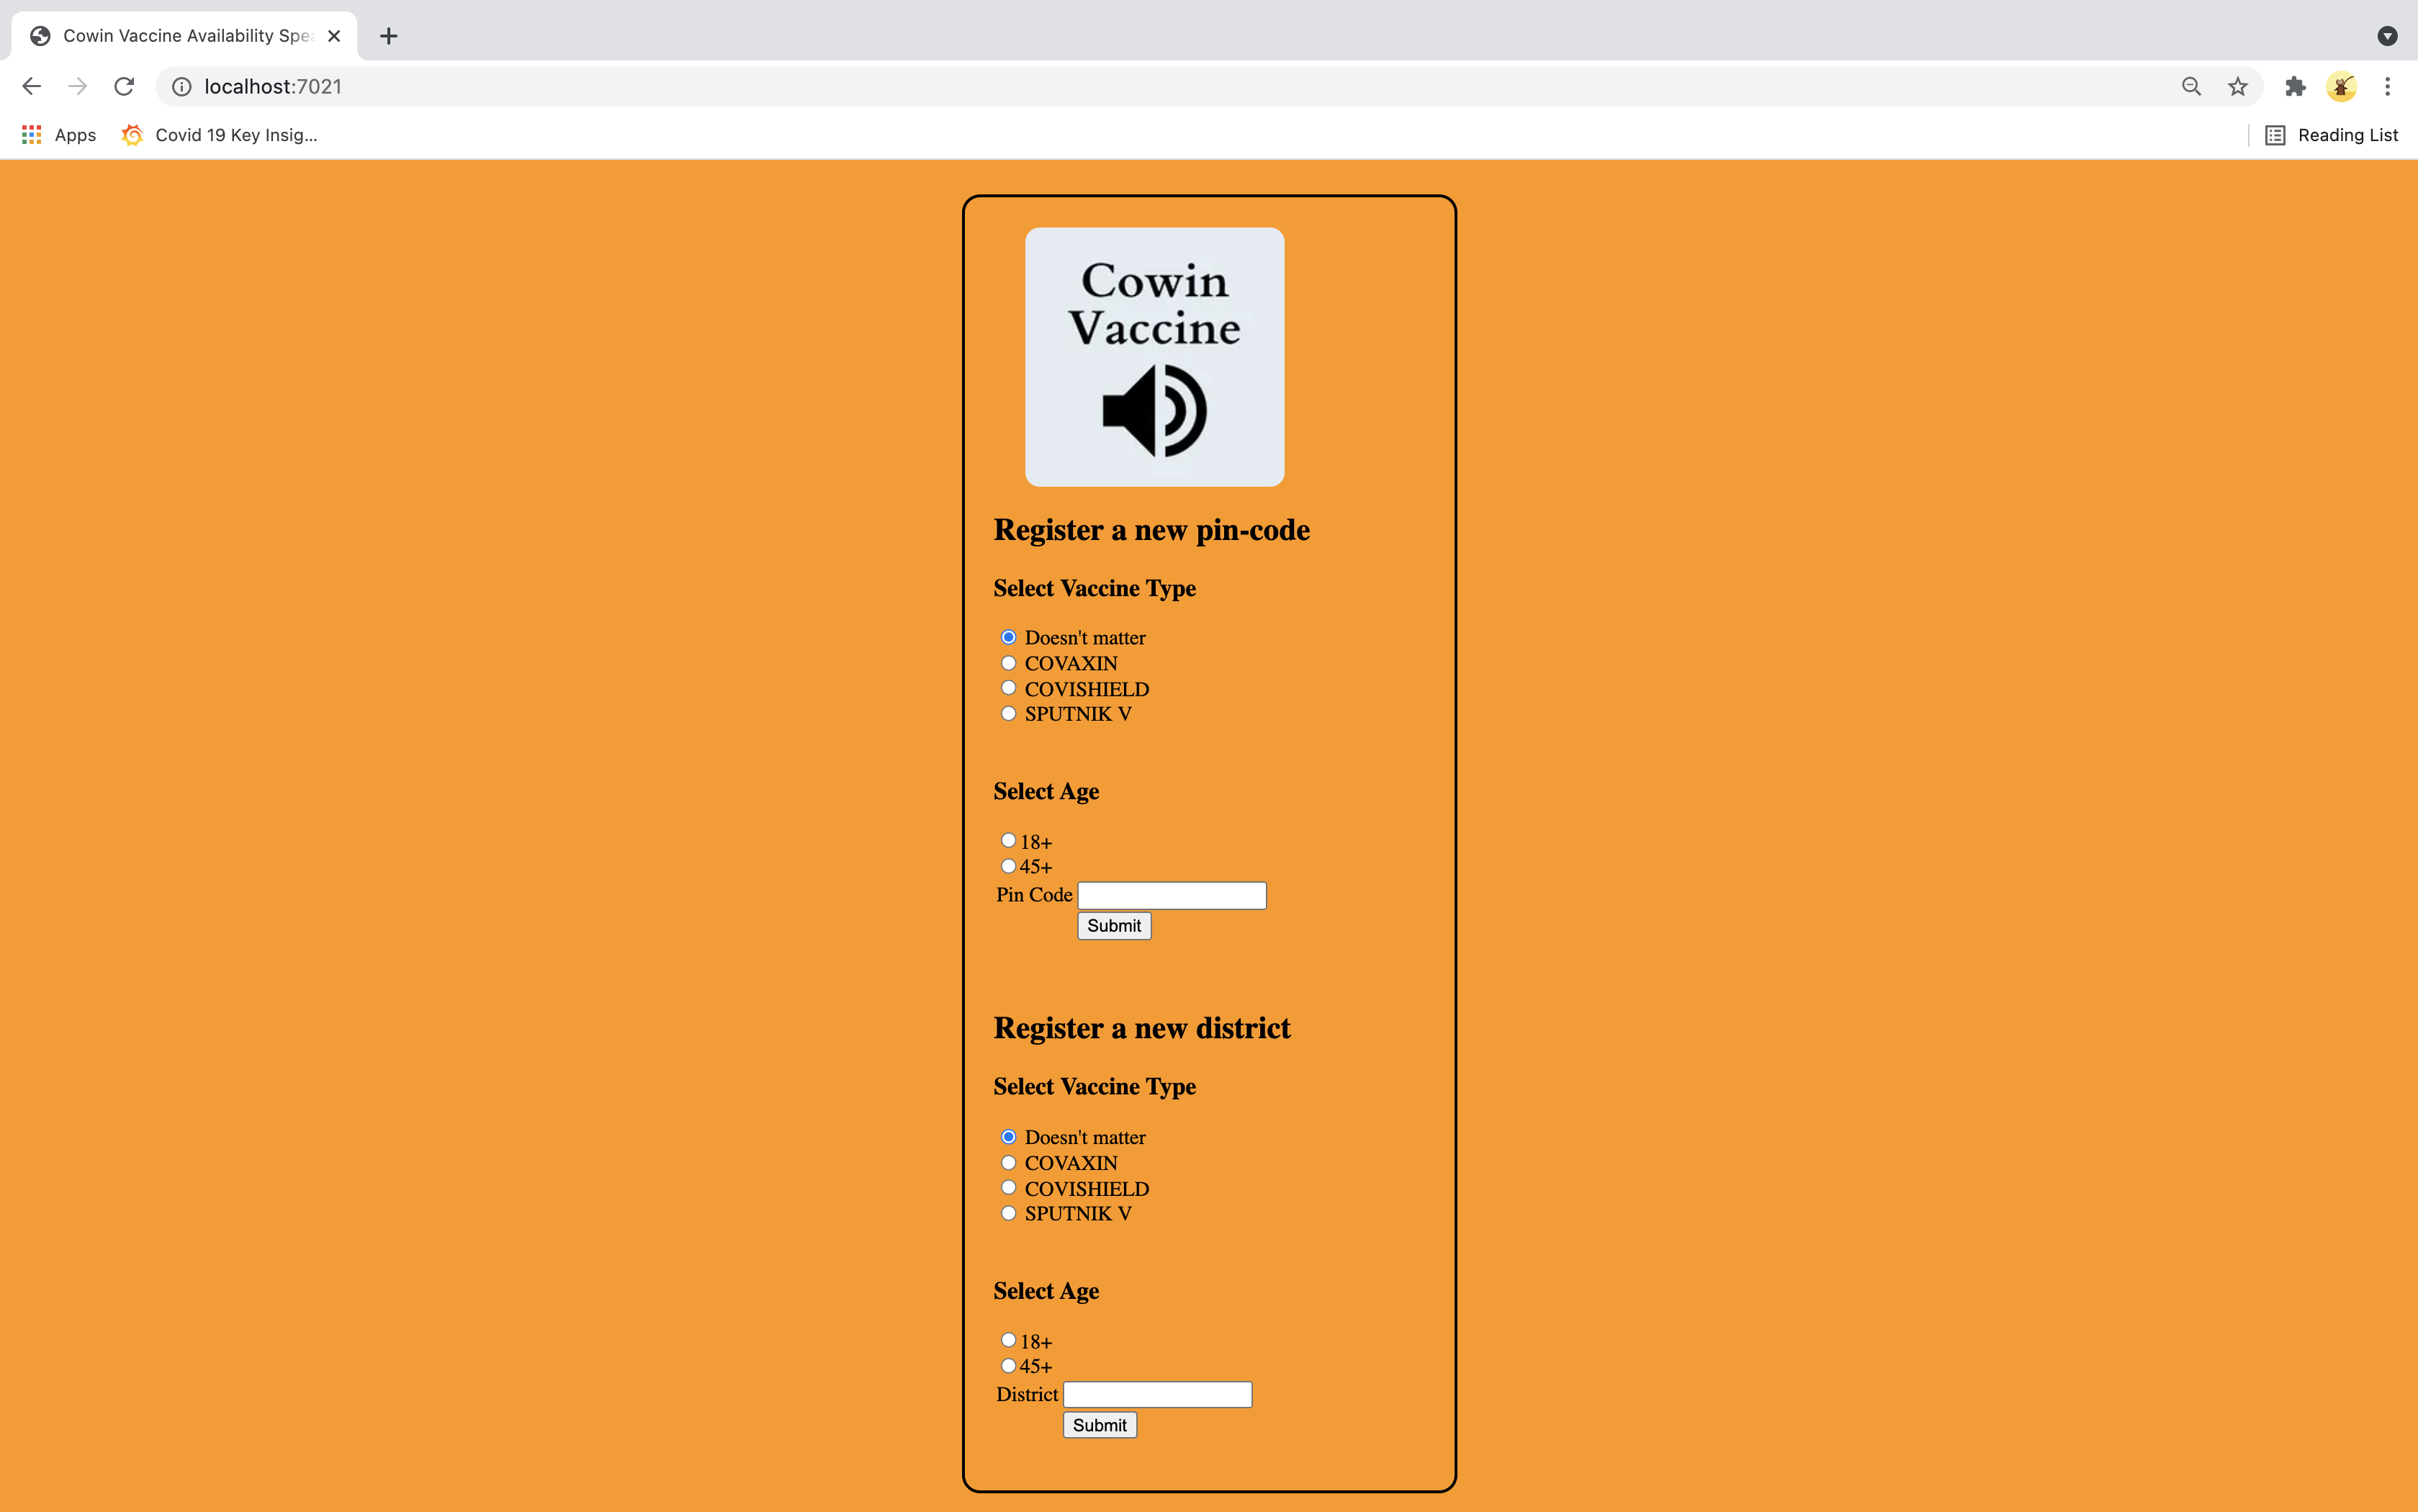 Cowin Vaccine Availability Spea
localhost:7021
Apps
Covid 19 Key Insig...
Reading List
Cowin
Vaccine
Register a new pin-code
Select Vaccine Type
Doesn't matter
COVAXIN
COVISHIELD
SPUTNIK V
Select Age
18+
45+
Pin Code
Submit
Register a new district
Select Vaccine Type
Doesn't matter
COVAXIN
COVISHIELD
SPUTNIK V
Select Age
18+
45+
District
Submit